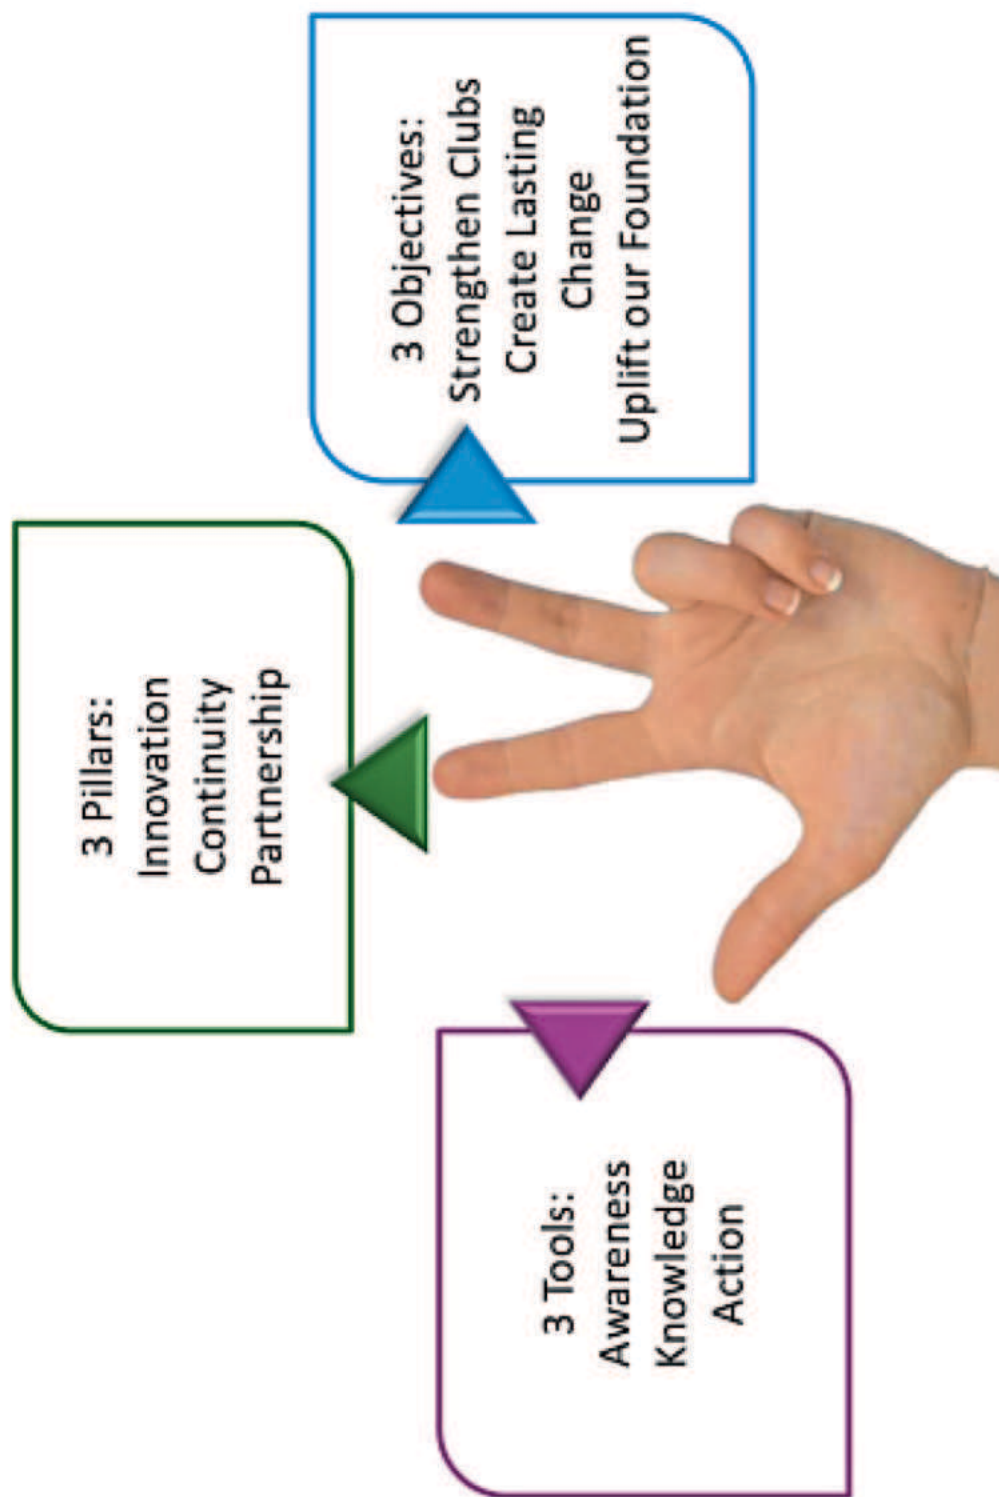 3 Tools:
Awareness
Knowledge
Action
3 Pillars:
Innovation
Continuity
Partnership
3 Objectives:
Strengthen Clubs
Create Lasting
Change
Uplift our Foundation